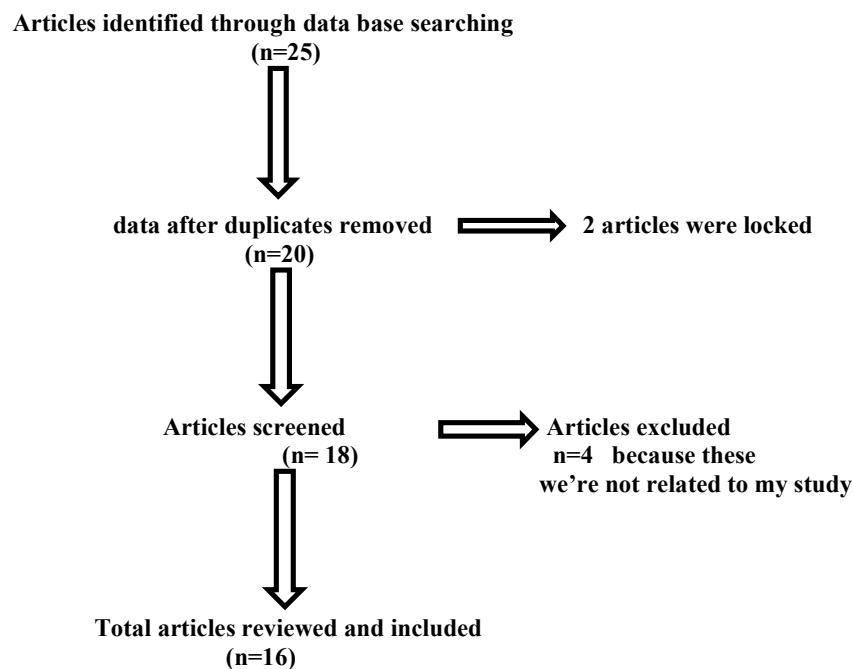 Articles identified through data base searching
(n=25)
data after duplicates removed
(n=20)
2 articles were locked
Articles screened
(n= 18)
Articles excluded
n=4 because these
we're not related to my study
Total articles reviewed and included
(n=16)